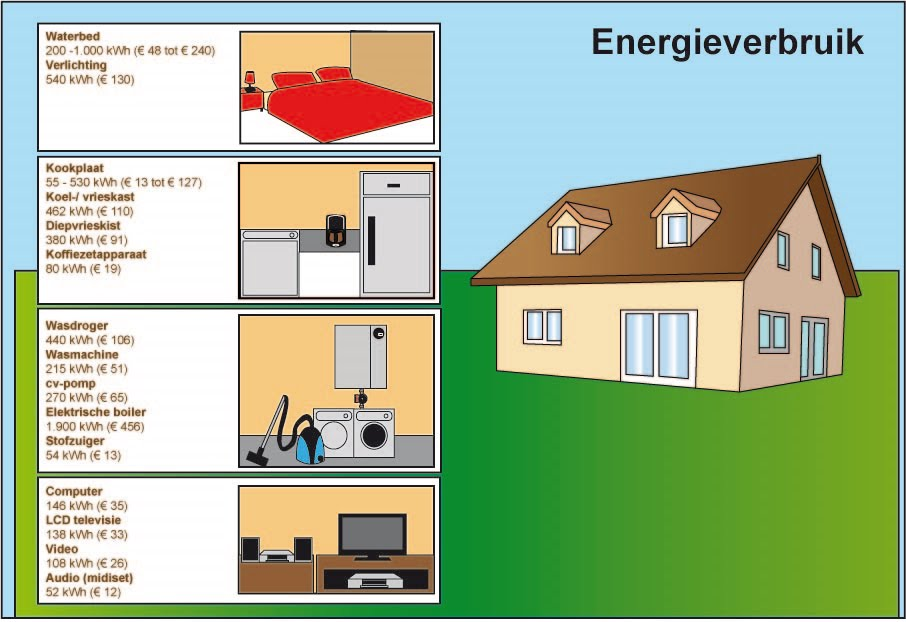 Energieverbruik
Waterbed
200 -1.000 kWh (€ 48 tot € 240)
Verlichting
540 kWh (€ 130)
Kookplaat
55 - 530 kWh (€ 13 tot € 127)
Koel-/ vrieskast
462 kWh (€ 110)
Diepvrieskist
380 kWh (€ 91)
Koffiezetapparaat
80 kWh (€ 19)
Wasdroger
440 kWh (€ 106)
Wasmachine
215 kWh (€ 51)
cv-pomp
270 kWh (€ 65)
Elektrische boiler
1.900 kWh (€ 456)
Stofzuiger
54 kWh (€ 13)
Computer
146 kWh (€ 35)
LCD televisie
138 kWh (€ 33)
Video
108 kWh (€ 26)
Audio (midiset)
52 kWh (€ 12)